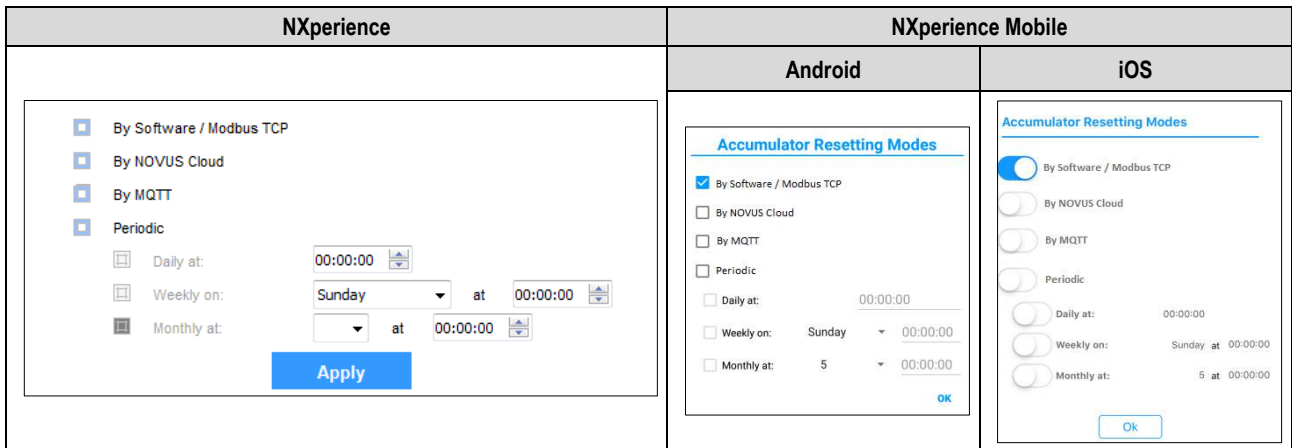 NXperience
NXperience Mobile
Android
iOS
By Software / Modbus TCP
By NOVUS Cloud
By MQTT
Periodic
Daily at: 00:00:00
Weekly on: Sunday at 00:00:00
Monthly at: at 00:00:00
Apply
Accumulator Resetting Modes
By Software / Modbus TCP
By NOVUS Cloud
By MQTT
Periodic
Daily at: 00:00:00
Weekly on: Sunday 00:00:00
Monthly at: 5 00:00:00
OK
Accumulator Resetting Modes
By Software / Modbus TCP
By NOVUS Cloud
By MQTT
Periodic
Daily at: 00:00:00
Weekly on: Sunday at 00:00:00
Monthly at: 5 at 00:00:00
Ok